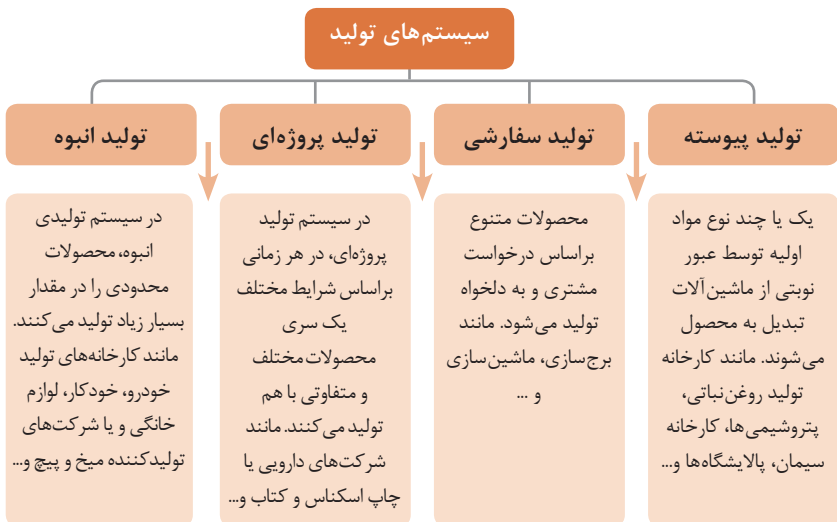 سیستم‌های تولید
تولید پیوسته
یک یا چند نوع مواد
اولیه توسط عبور
نوبتی از ماشین‌آلات
تبدیل به محصول
می‌شوند. مانند کارخانه
تولید روغن‌نباتی،
پتروشیمی‌ها، کارخانه
سیمان، پالایشگاه‌ها و...
تولید سفارشی
محصولات متنوع
براساس درخواست
مشتری و به دلخواه
تولید می‌شود. مانند
برج‌سازی، ماشین‌سازی
و ...
تولید پروژه‌ای
در سیستم تولید
پروژه‌ای، در هر زمانی
براساس شرایط مختلف
یک سری
محصولات مختلف
و متفاوتی با هم
تولید می‌کنند. مانند
شرکت‌های دارویی یا
چاپ اسکناس و کتاب و...
تولید انبوه
در سیستم تولیدی
انبوه، محصولات
محدودی را در مقدار
بسیار زیاد تولید می‌کنند.
مانند کارخانه‌های تولید
خودرو، خودکار، لوازم
خانگی و یا شرکت‌های
تولیدکننده میخ و پیچ و...